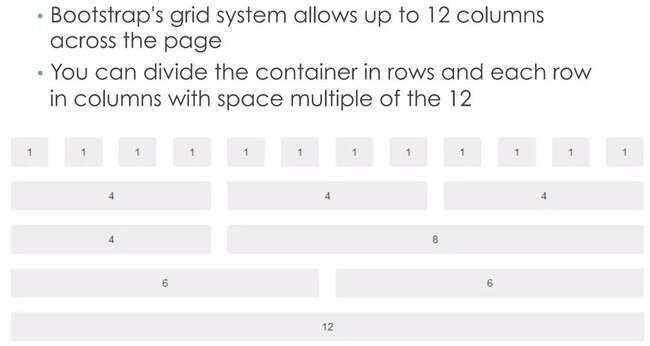 • Bootstrap's grid system allows up to 12 columns
across the page
• You can divide the container in rows and each row
in columns with space multiple of the 12
1 1 1 1 1 1 1 1 1 1 1 1
4 4 4
4 8
6 6
12